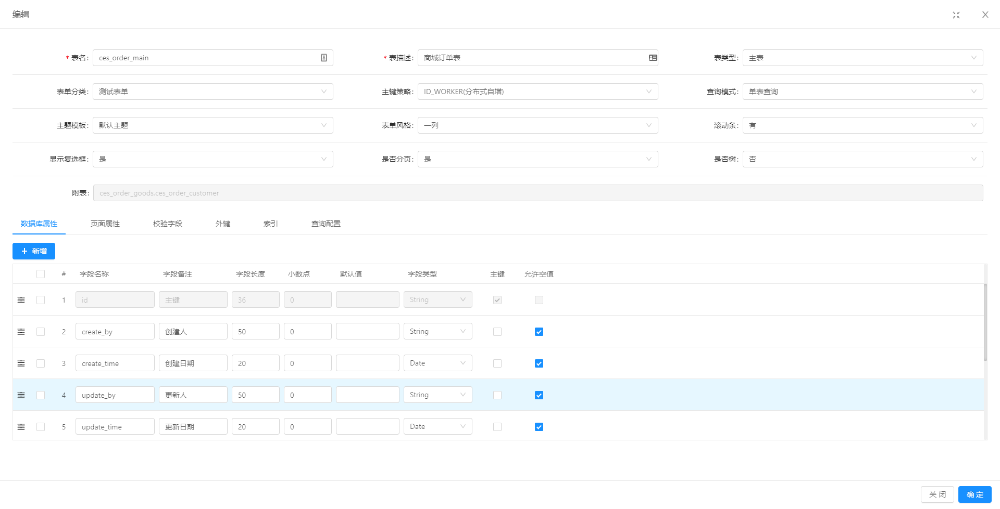 编辑
X
* 表名: ces_order_main * 表描述: 商城订单表 表类型: 主表
表单分类: 测试表单 主键策略: ID_WORKER(分布式自增) 查询模式: 单表查询
主题模板: 默认主题 表单风格: 一列 滚动条: 有
显示复选框: 是 是否分页: 是 是否树: 否
附表: ces_order_goods,ces_order_customer
数据库属性 页面属性 校验字段 外键 索引 查询配置
+ 新增
# 字段名称 字段备注 字段长度 小数点 默认值 字段类型 主键 允许空值
1 id 主键 36 0 String
2 create_by 创建人 50 0 String
3 create_time 创建日期 20 0 Date
4 update_by 更新人 50 0 String
5 update_time 更新日期 20 0 Date
关 闭 确 定